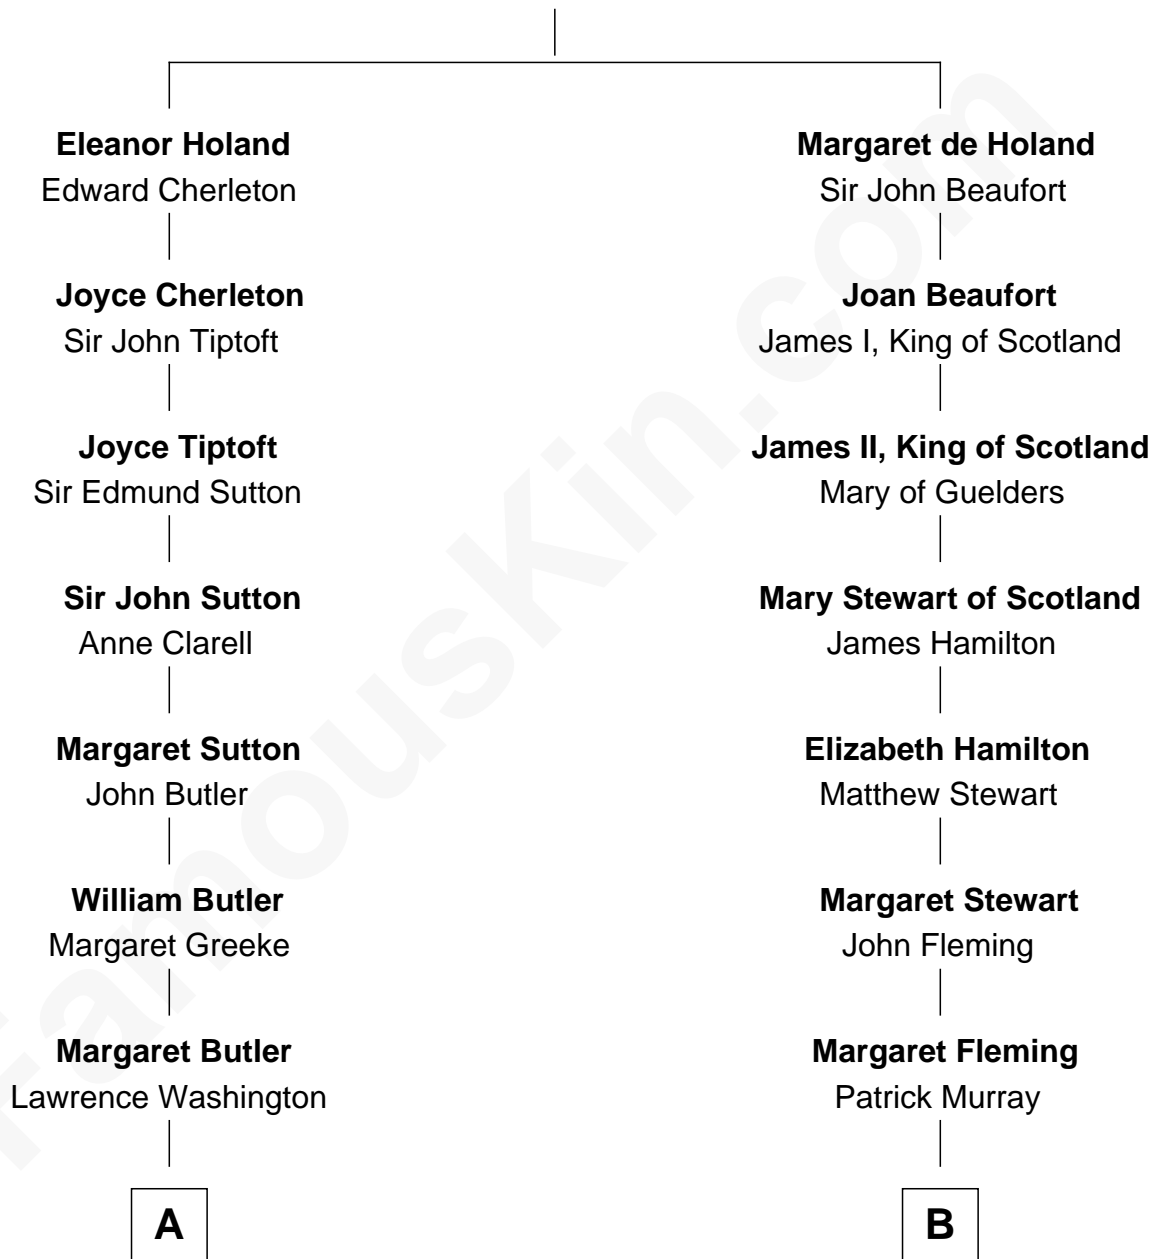 Eleanor Holand
Edward Cherleton
Joyce Cherleton
Sir John Tiptoft
Joyce Tiptoft
Sir Edmund Sutton
Sir John Sutton
Anne Clarell
Margaret Sutton
John Butler
William Butler
Margaret Greeke
Margaret Butler
Lawrence Washington
A
Margaret de Holand
Sir John Beaufort
Joan Beaufort
James I, King of Scotland
James II, King of Scotland
Mary of Guelders
Mary Stewart of Scotland
James Hamilton
Elizabeth Hamilton
Matthew Stewart
Margaret Stewart
John Fleming
Margaret Fleming
Patrick Murray
B
FamousKin.com